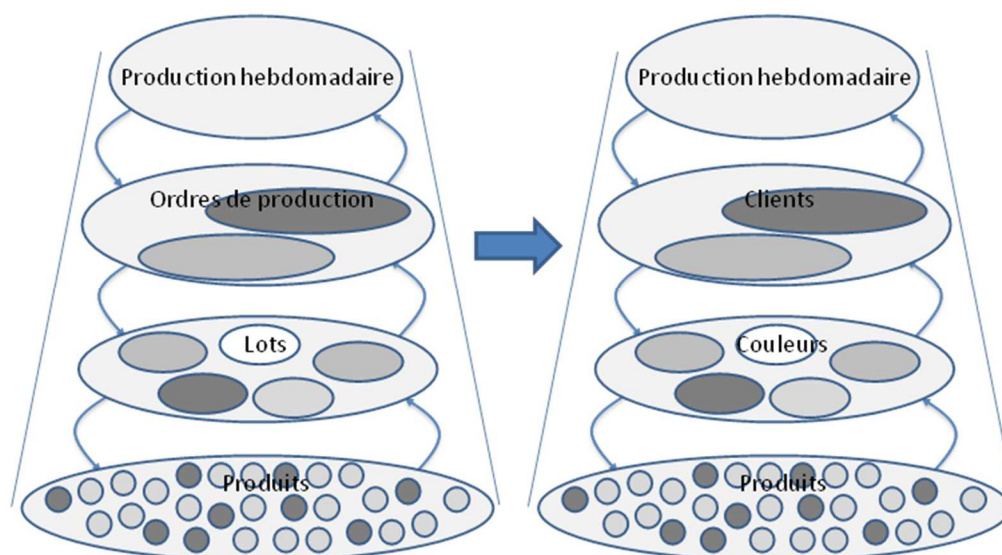 Production hebdomadaire
Ordres de production
Lots
Produits
Production hebdomadaire
Clients
Couleurs
Produits